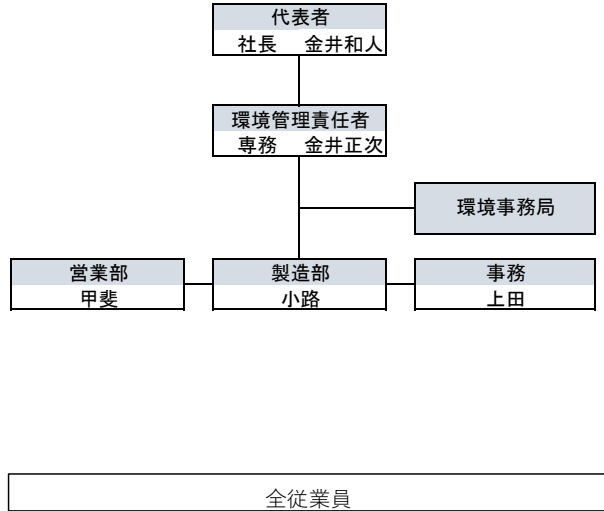 代表者
社長　金井和人
環境管理責任者
専務　金井正次
環境事務局
営業部
甲斐
製造部
小路
事務
上田
全従業員